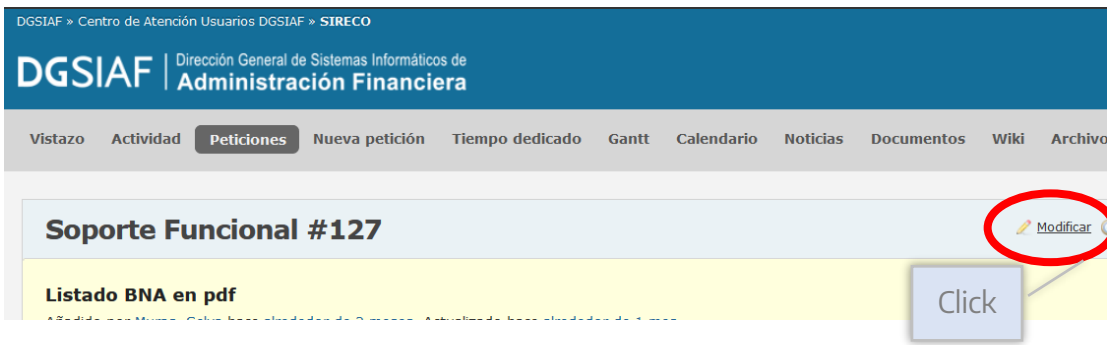 DGSIAF » Centro de Atención Usuarios DGSIAF » SIRECO
DGSIAF | Dirección General de Sistemas Informáticos de
Administración Financiera
Vistazo Actividad Peticiones Nueva petición Tiempo dedicado Gantt Calendario Noticias Documentos Wiki Archivo
Soporte Funcional #127
Modificar
Listado BNA en pdf
Click